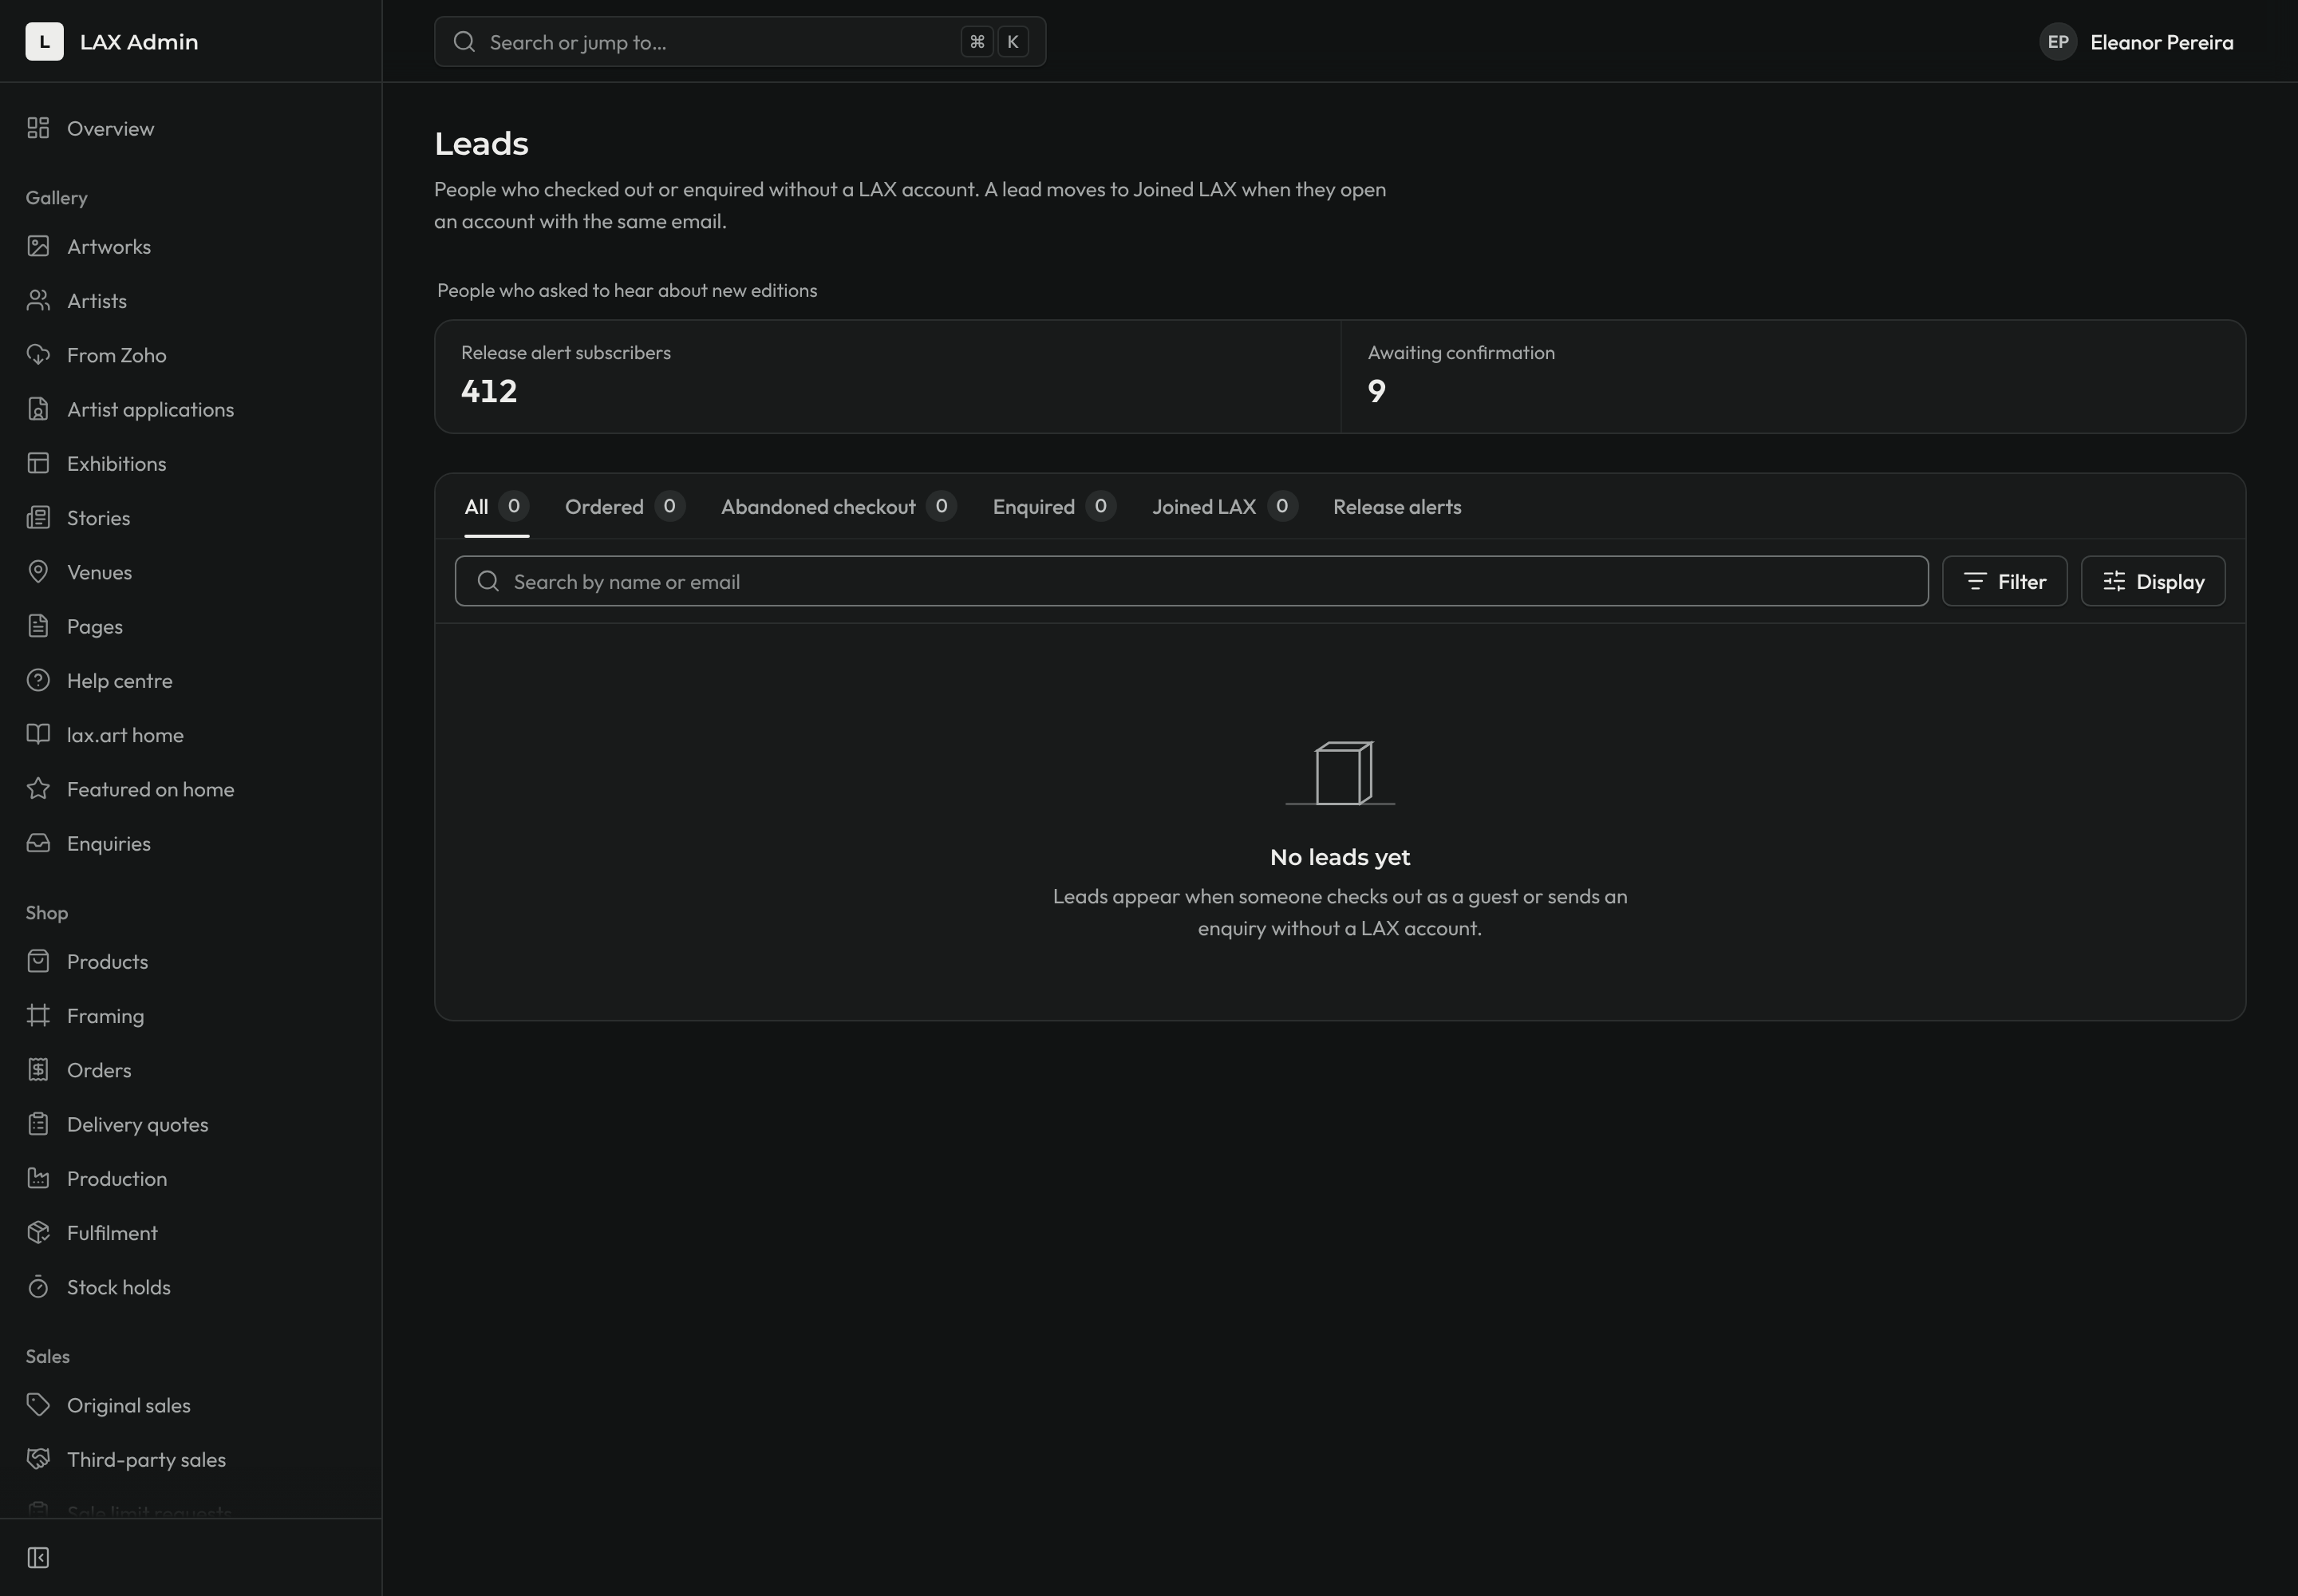 L LAX Admin
Search or jump to...
⌘ K
EP Eleanor Pereira
Overview
Gallery
Artworks
Artists
From Zoho
Artist applications
Exhibitions
Stories
Venues
Pages
Help centre
lax.art home
Featured on home
Enquiries
Shop
Products
Framing
Orders
Delivery quotes
Production
Fulfilment
Stock holds
Sales
Original sales
Third-party sales
Sale limit requests
Leads
People who checked out or enquired without a LAX account. A lead moves to Joined LAX when they open
an account with the same email.
People who asked to hear about new editions
Release alert subscribers
412
Awaiting confirmation
9
All 0 Ordered 0 Abandoned checkout 0 Enquired 0 Joined LAX 0 Release alerts
Search by name or email
Filter
Display
No leads yet
Leads appear when someone checks out as a guest or sends an
enquiry without a LAX account.